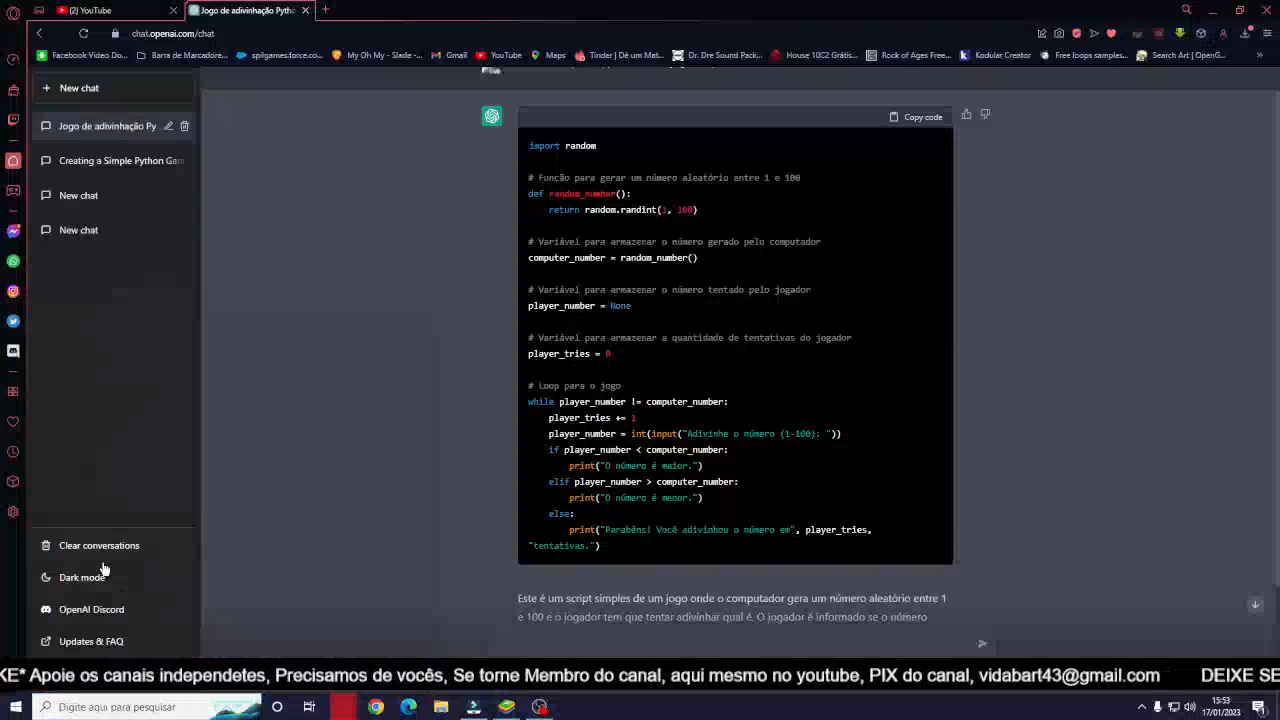 (2) YouTube
Jogo de adivinhação Pytho
chat.openai.com/chat
Facebook Video Do...
Barra de Marcadore...
spilgames.force.co...
My Oh My - Slade -...
Gmail
YouTube
Maps
Tinder | Dê um Mat...
Dr. Dre Sound Pack...
House 10C2 Grátis...
Rock of Ages Free...
Kodular Creator
Free loops samples...
Search Art | OpenG...
New chat
Jogo de adivinhação Py
Creating a Simple Python Gam
New chat
New chat
Clear conversations
Dark mode
OpenAI Discord
Updates & FAQ
Copy code
import random
# Função para gerar um número aleatório entre 1 e 100
def random_number():
return random.randint(1, 100)
# Variável para armazenar o número gerado pelo computador
computer_number = random_number()
# Variável para armazenar o número tentado pelo jogador
player_number = None
# Variável para armazenar a quantidade de tentativas do jogador
player_tries = 0
# Loop para o jogo
while player_number != computer_number:
player_tries += 1
player_number = int(input("Adivinhe o número (1-100): "))
if player_number < computer_number:
print("O número é maior.")
elif player_number > computer_number:
print("O número é menor.")
else:
print("Parabéns! Você adivinhou o número em", player_tries,
"tentativas.")
Este é um script simples de um jogo onde o computador gera um número aleatório entre 1
e 100 e o jogador tem que tentar adivinhar qual é. O jogador é informado se o número
KE* Apoie os canais independetes, Precisamos de vocês, Se torne Membro do canal, aqui mesmo no youtube, PIX do canal, vidabart43@gmail.com DEIXE SE
Digite aqui para pesquisar
15:53
17/01/2023